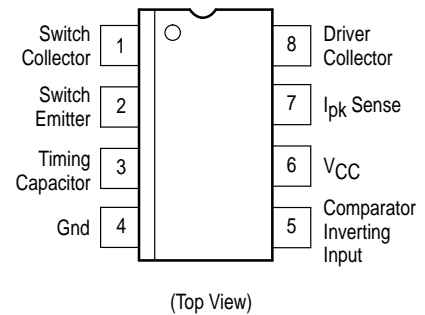 Switch
Collector
1
Switch
Emitter
2
Timing
Capacitor
3
Gnd
4
8
Driver
Collector
7
Ipk Sense
6
VCC
5
Comparator
Inverting
Input
(Top View)